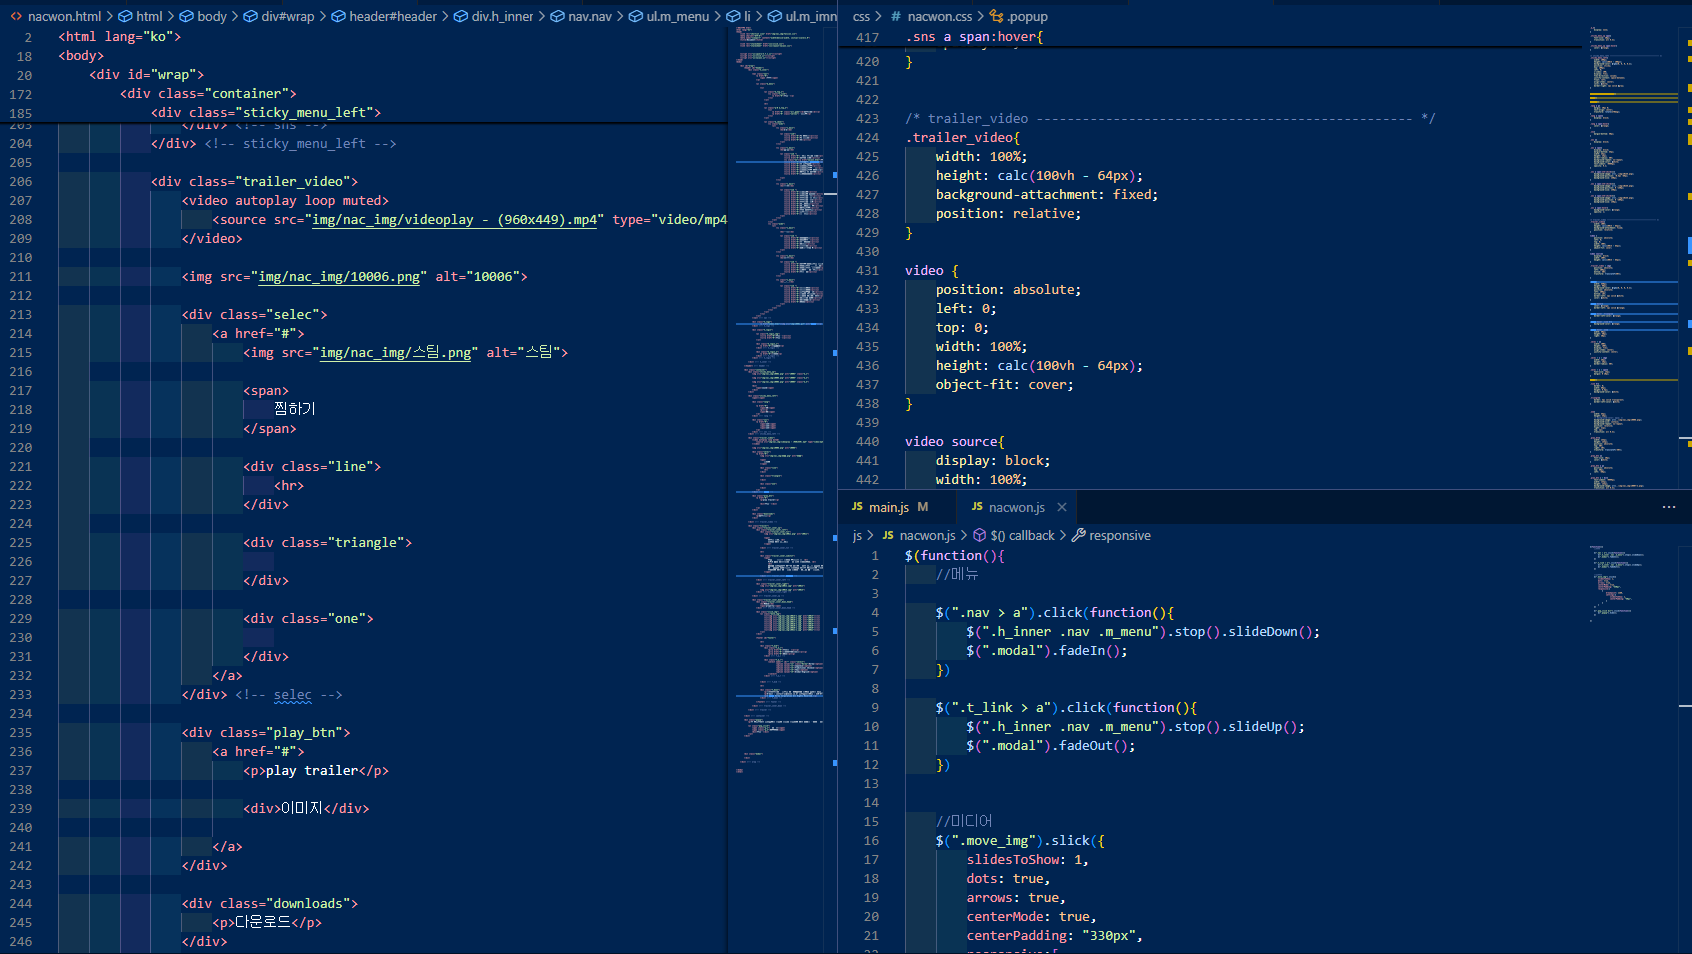 nacwon.html > html > body > div#wrap > header#header > div.h_inner > nav.nav > ul.m_menu > li > ul.m_imn
2 <html lang="ko">
18 <body>
20 <div id="wrap">
172 <div class="container">
185 <div class="sticky_menu_left">
203 </div> <!-- sns -->
204 </div> <!-- sticky_menu_left -->
205
206 <div class="trailer_video">
207 <video autoplay loop muted>
208 <source src="img/nac_img/videoplay - (960x449).mp4" type="video/mp4
209 </video>
210
211 <img src="img/nac_img/10006.png" alt="10006">
212
213 <div class="selec">
214 <a href="#">
215 <img src="img/nac_img/스팀.png" alt="스팀">
216
217 <span>
218 찜하기
219 </span>
220
221 <div class="line">
222 <hr>
223 </div>
224
225 <div class="triangle">
226
227 </div>
228
229 <div class="one">
230
231 </div>
232 </a>
233 </div> <!-- selec -->
234
235 <div class="play_btn">
236 <a href="#">
237 <p>play trailer</p>
238
239 <div>이미지</div>
240
241 </a>
242 </div>
243
244 <div class="downloads">
245 <p>다운로드</p>
246 </div>
css > # nacwon.css > .popup
417 .sns a span:hover{
420 }
421
422
423 /* trailer_video ---------------------------------------------- */
424 .trailer_video{
425 width: 100%;
426 height: calc(100vh - 64px);
427 background-attachment: fixed;
428 position: relative;
429 }
430
431 video {
432 position: absolute;
433 left: 0;
434 top: 0;
435 width: 100%;
436 height: calc(100vh - 64px);
437 object-fit: cover;
438 }
439
440 video source{
441 display: block;
442 width: 100%;
JS main.js M JS nacwon.js × ···
js > JS nacwon.js > $() callback > responsive
1 $(function(){
2 //메뉴
3
4 $(".nav > a").click(function(){
5 $(".h_inner .nav .m_menu").stop().slideDown();
6 $(".modal").fadeIn();
7 })
8
9 $(".t_link > a").click(function(){
10 $(".h_inner .nav .m_menu").stop().slideUp();
11 $(".modal").fadeOut();
12 })
13
14
15 //미디어
16 $(".move_img").slick({
17 slidesToShow: 1,
18 dots: true,
19 arrows: true,
20 centerMode: true,
21 centerPadding: "330px",